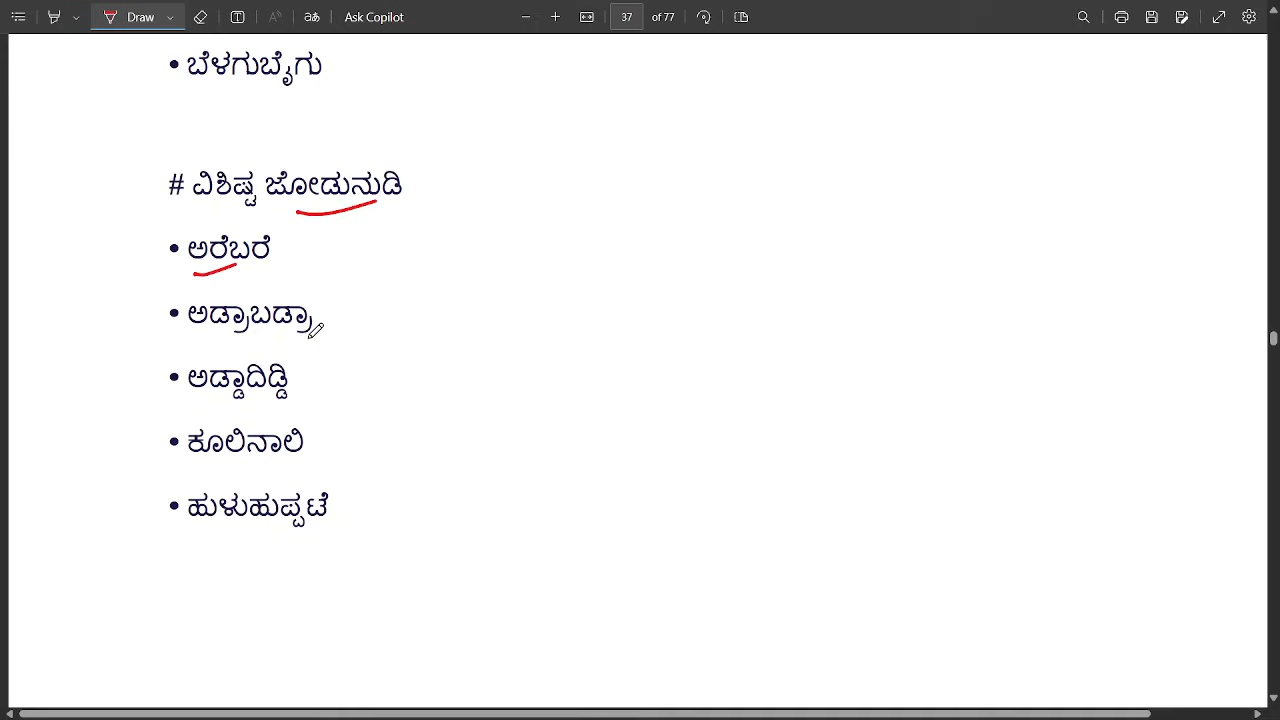 Draw
Ask Copilot
37 of 77
• ಬೆಳಗುಬೈಗು
# ವಿಶಿಷ್ಟ ಜೋಡುನುಡಿ
• ಅರೆಬರೆ
• ಅಡ್ರಾಬಡ್ರಾ
• ಅಡ್ಡಾದಿಡ್ಡಿ
• ಕೂಲಿನಾಲಿ
• ಹುಳುಹುಪ್ಪಟೆ